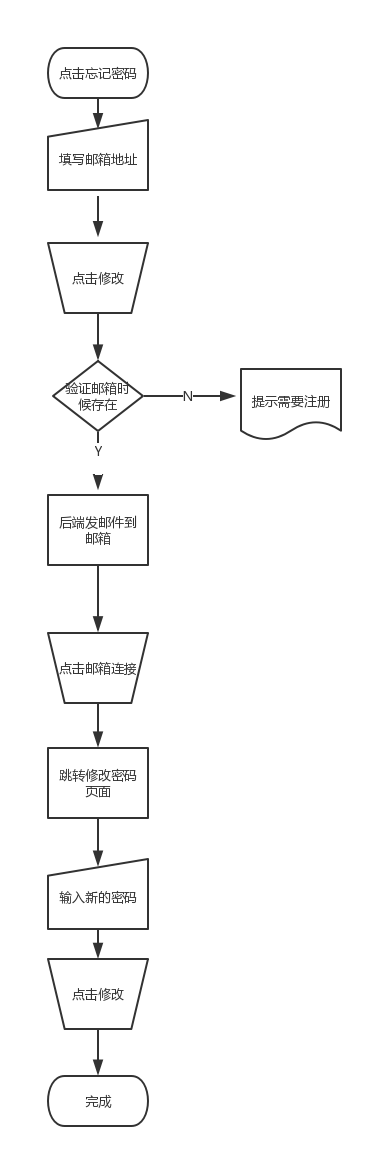 点击忘记密码
填写邮箱地址
点击修改
验证邮箱时
候存在
N
提示需要注册
Y
后端发邮件到
邮箱
点击邮箱连接
跳转修改密码
页面
输入新的密码
点击修改
完成